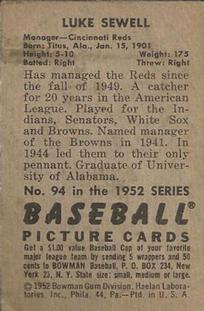 LUKE SEWELL
Manager—Cincinnati Reds
Born: Titus, Ala., Jan. 15, 1901
Height: 5-10 Weight: 175
Batted: Right Threw: Right
Has managed the Reds since
the fall of 1949. A catcher
for 20 years in the American
League. Played for the In-
dians, Senators, White Sox
and Browns. Named manager
of the Browns in 1941. In
1944 led them to their only
pennant. Graduate of Univer-
sity of Alabama.
No. 94 in the 1952 SERIES
BASEBALL®
PICTURE CARDS
Get a $1.00 value Baseball Cap of your favorite
major league team by sending 5 wrappers and 50
cents to BOWMAN Baseball, P. O. BOX 234, New
York 23, N. Y. State size: small, medium or large.
©1952 Bowman Gum Division, Haelan Labora-
tories, Inc., Phila. 44, Pa.—Prtd. in U. S. A.